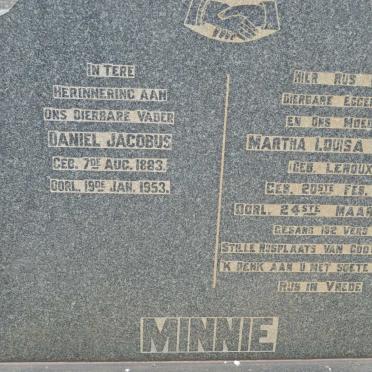 IN TERE
HERINNERING AAN
ONS DIERBARE VADER
DANIEL JACOBUS
GEB. 7DE AUG. 1883.
OORL. 19DE JAN. 1953.
HIER RUS
DIERBARE EGGE
EN ONS MOE
MARTHA LOUISA
GEB. LEROUX
GEB. 20STE FEB.
OORL. 24STE MAAR
GESANG 182 VERS
STILLE RUSPLAATS VAN GOD
'K DENK AAN U MET SOETE
RUS IN VREDE
MINNIE